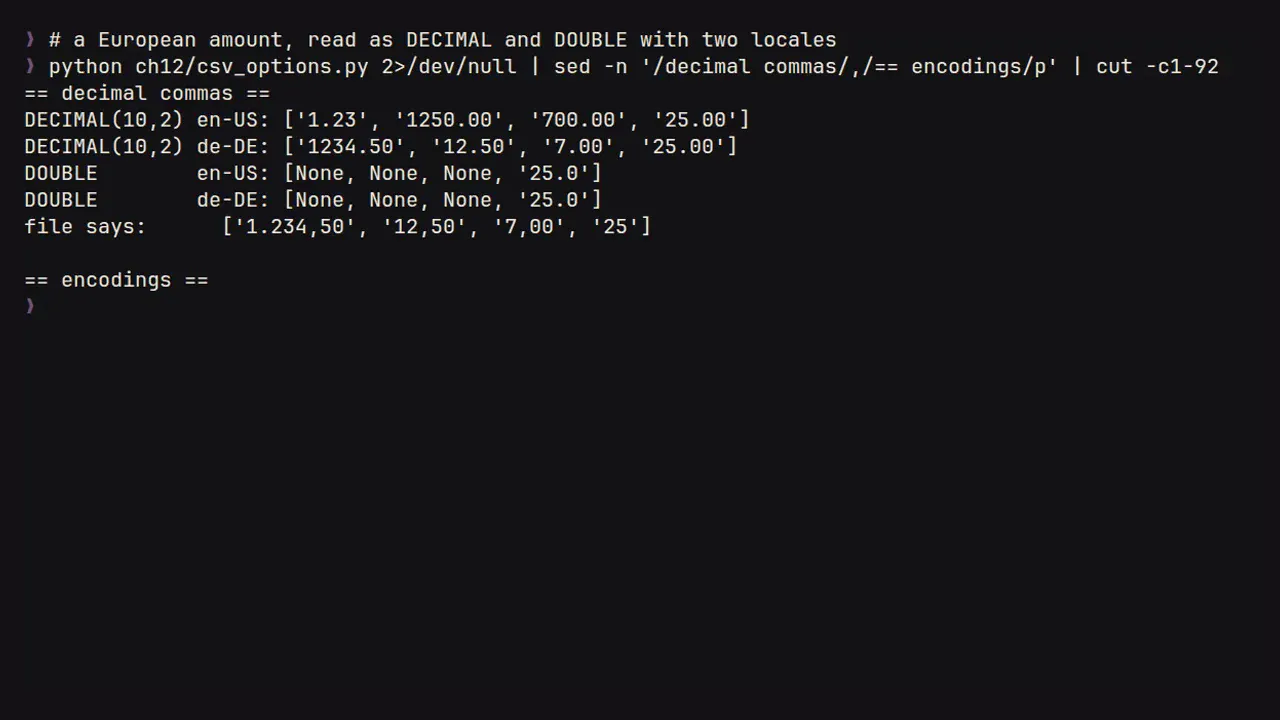 ❯ # a European amount, read as DECIMAL and DOUBLE with two locales
❯ python ch12/csv_options.py 2>/dev/null | sed -n '/decimal commas/,/== encodings/p' | cut -c1-92
== decimal commas ==
DECIMAL(10,2) en-US: ['1.23', '1250.00', '700.00', '25.00']
DECIMAL(10,2) de-DE: ['1234.50', '12.50', '7.00', '25.00']
DOUBLE        en-US: [None, None, None, '25.0']
DOUBLE        de-DE: [None, None, None, '25.0']
file says:      ['1.234,50', '12,50', '7,00', '25']

== encodings ==
❯